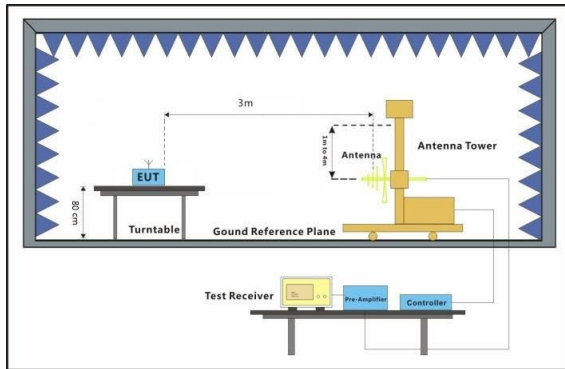 3m
1m to 4m
Antenna
Antenna Tower
EUT
80 cm
Turntable
Gound Reference Plane
Test Receiver
Pre-Amplifier
Controller